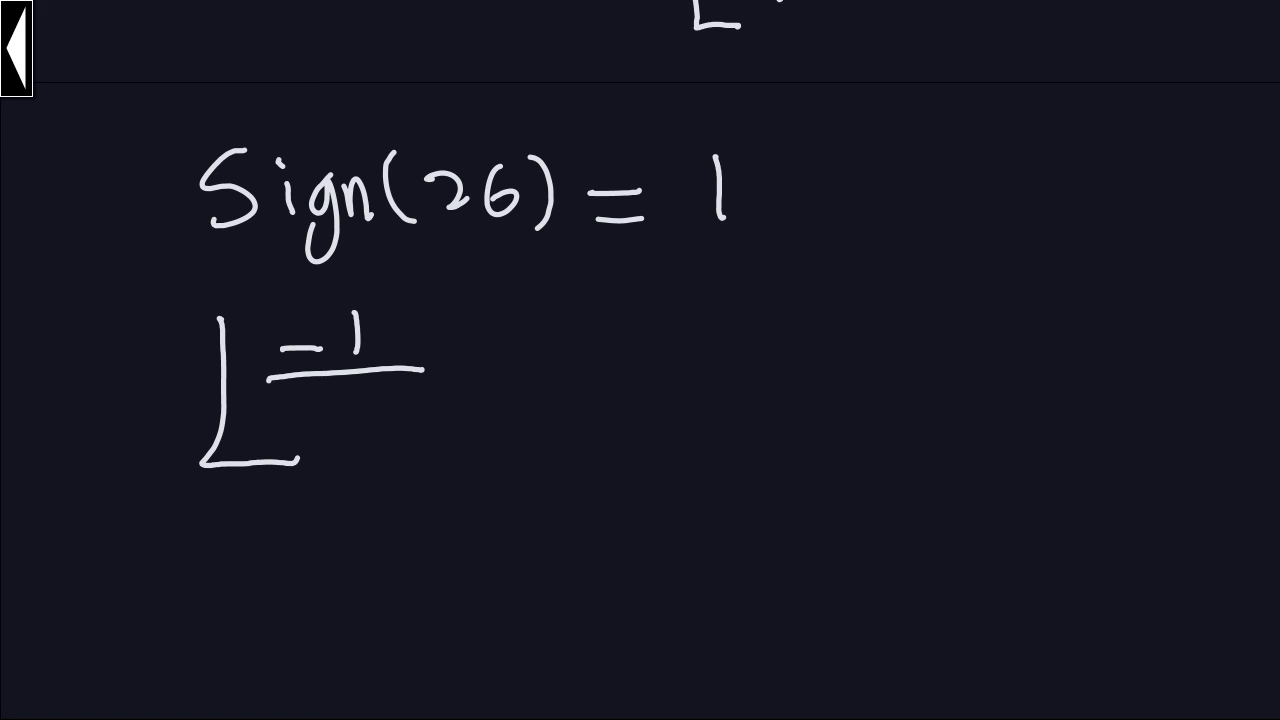 Sign(26) = 1
⌊ -1